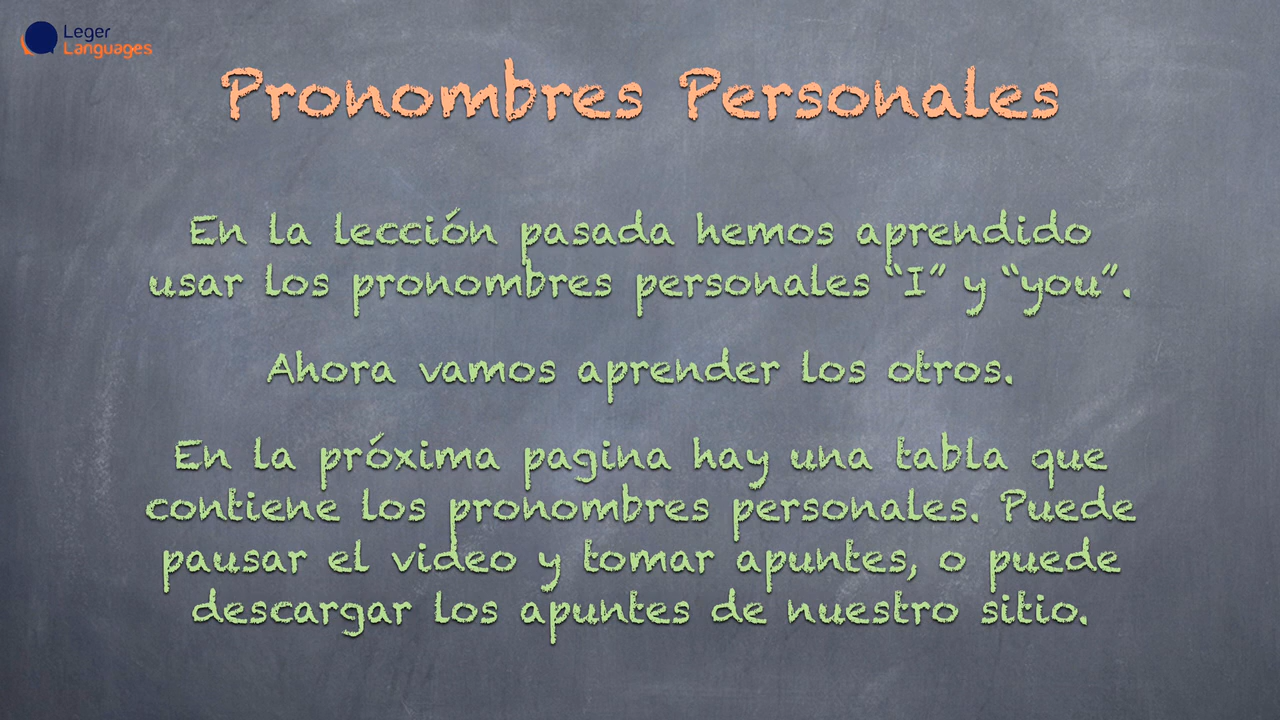 Leger
Languages
Pronombres Personales
En la lección pasada hemos aprendido
usar los pronombres personales “I” y “you”.
Ahora vamos aprender los otros.
En la próxima pagina hay una tabla que
contiene los pronombres personales. Puede
pausar el video y tomar apuntes, o puede
descargar los apuntes de nuestro sitio.